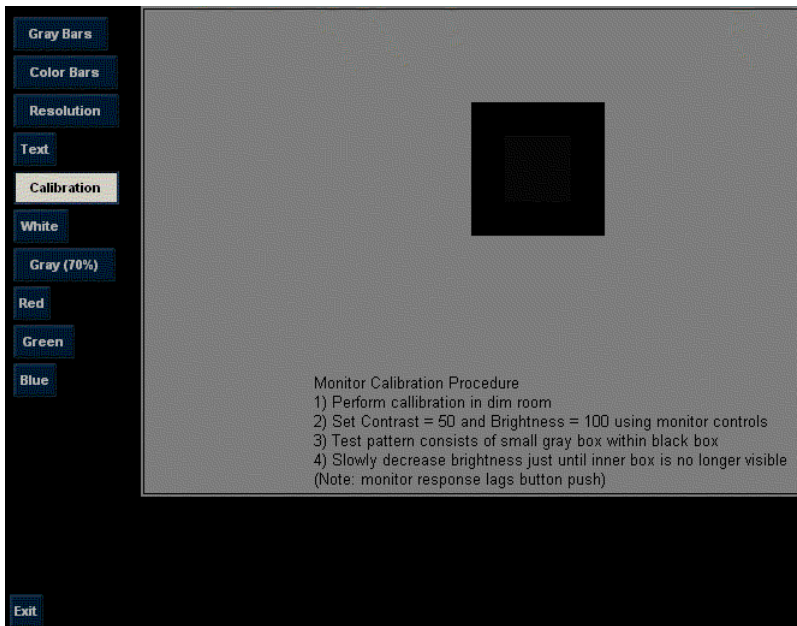 Gray Bars
Color Bars
Resolution
Text
Calibration
White
Gray (70%)
Red
Green
Blue
Monitor Calibration Procedure
1) Perform callibration in dim room
2) Set Contrast = 50 and Brightness = 100 using monitor controls
3) Test pattern consists of small gray box within black box
4) Slowly decrease brightness just until inner box is no longer visible
(Note: monitor response lags button push)
Exit